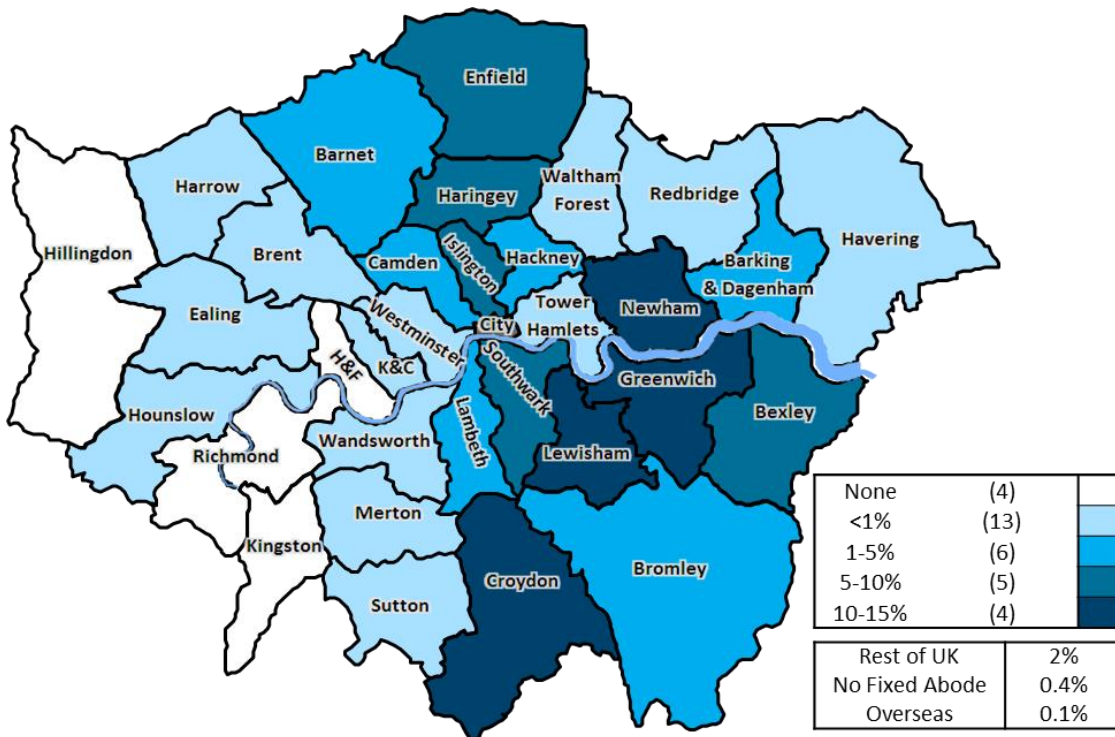 Enfield
Barnet
Harrow
Haringey
Waltham
Forest
Redbridge
Havering
Hillingdon
Brent
Camden
Islington
Hackney
Barking
& Dagenham
Ealing
Westminster
City
Tower
Hamlets
Newham
H&F
K&C
Southwark
Greenwich
Hounslow
Bexley
Wandsworth
Lambeth
Lewisham
Richmond
Merton
Kingston
Croydon
Bromley
Sutton
None (4)
<1% (13)
1-5% (6)
5-10% (5)
10-15% (4)
Rest of UK 2%
No Fixed Abode 0.4%
Overseas 0.1%